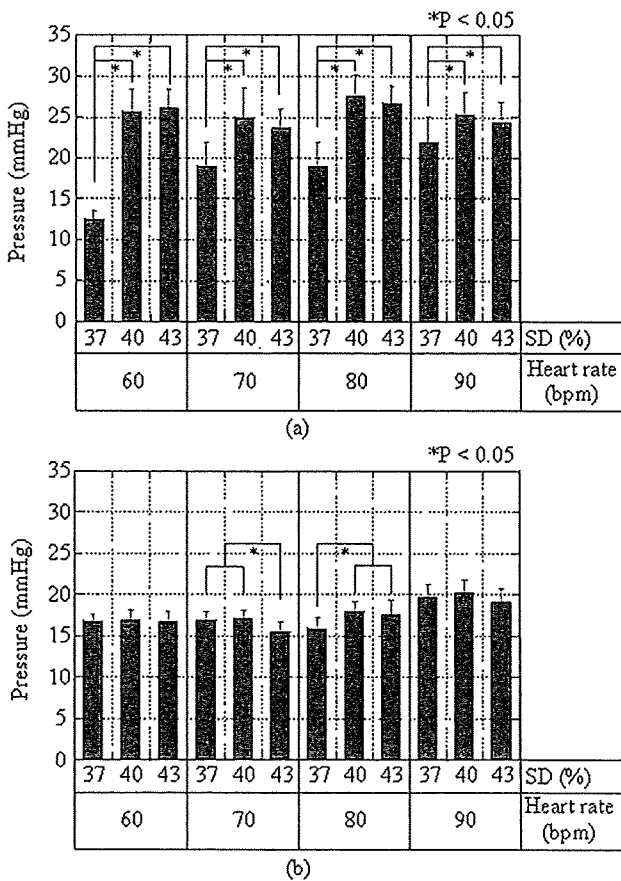 *P < 0.05
35
30
25
20
15
10
5
0
Pressure (mmHg)
* * * * * * * *
37 40 43 37 40 43 37 40 43 37 40 43 SD (%)
60 70 80 90 Heart rate
(bpm)
(a)
*P < 0.05
35
30
25
20
15
10
5
0
Pressure (mmHg)
* *
37 40 43 37 40 43 37 40 43 37 40 43 SD (%)
60 70 80 90 Heart rate
(bpm)
(b)